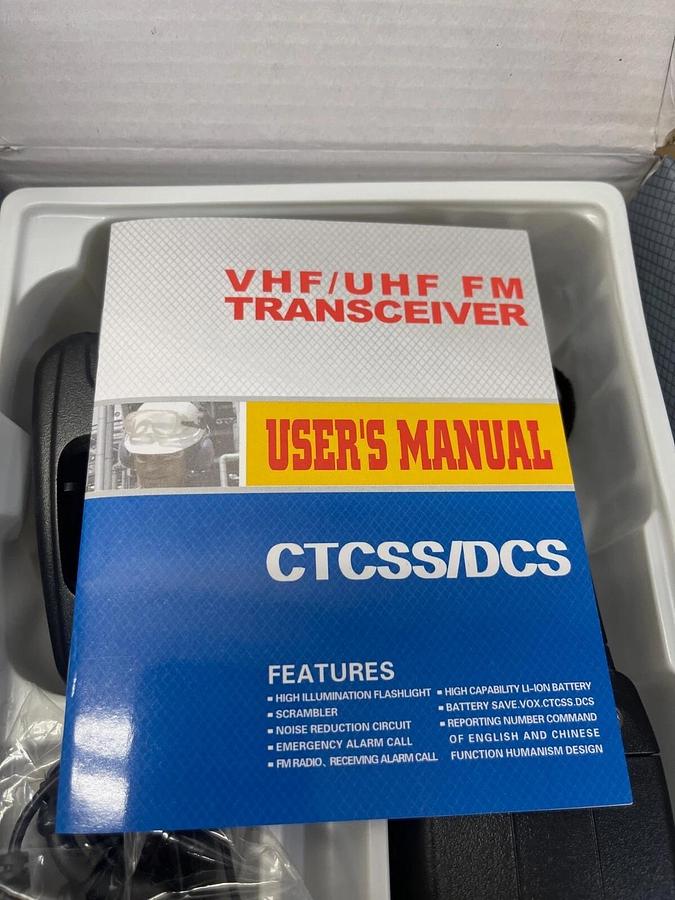 VHF/UHF FM
TRANSCEIVER
USER'S MANUAL
CTCSS/DCS
FEATURES
▪ HIGH ILLUMINATION FLASHLIGHT
▪ SCRAMBLER
▪ NOISE REDUCTION CIRCUIT
▪ EMERGENCY ALARM CALL
▪ FM RADIO、RECEIVING ALARM CALL
▪ HIGH CAPABILITY LI-ION BATTERY
▪ BATTERY SAVE.VOX.CTCSS.DCS
▪ REPORTING NUMBER COMMAND
OF ENGLISH AND CHINESE
FUNCTION HUMANISM DESIGN